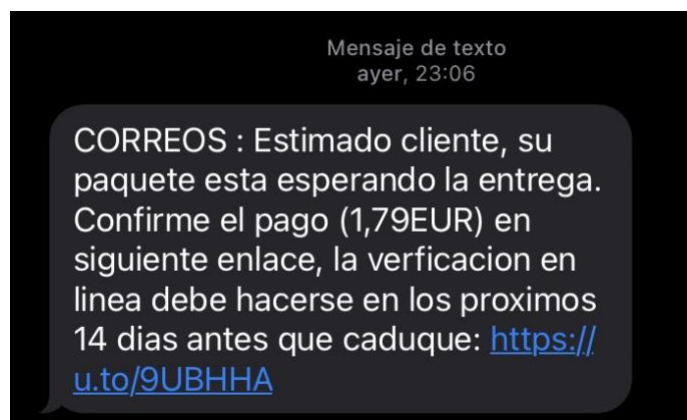 Mensaje de texto
ayer, 23:06
CORREOS : Estimado cliente, su
paquete esta esperando la entrega.
Confirme el pago (1,79EUR) en
siguiente enlace, la verficacion en
linea debe hacerse en los proximos
14 dias antes que caduque: https://
u.to/9UBHHA